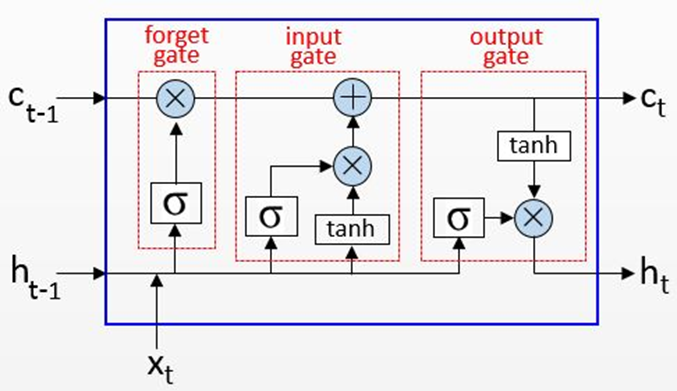 forget
gate
input
gate
output
gate
c t-1
×
+
c t
tanh
×
σ
σ
tanh
σ
×
h t-1
h t
x t